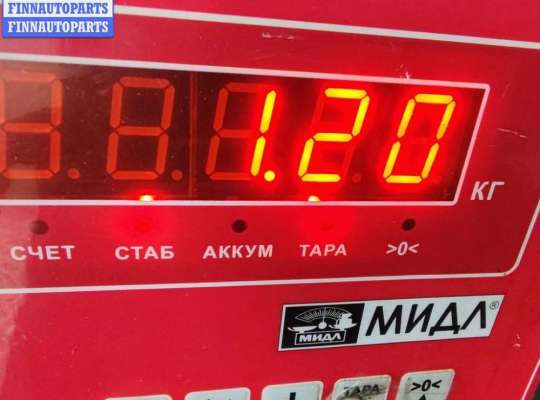 FINNAUTOPARTS
FINNAUTOPARTS
1.20
КГ
СЧЕТ СТАБ АККУМ ТАРА >0<
МИДЛ МИДЛ®
ТАРА >0<